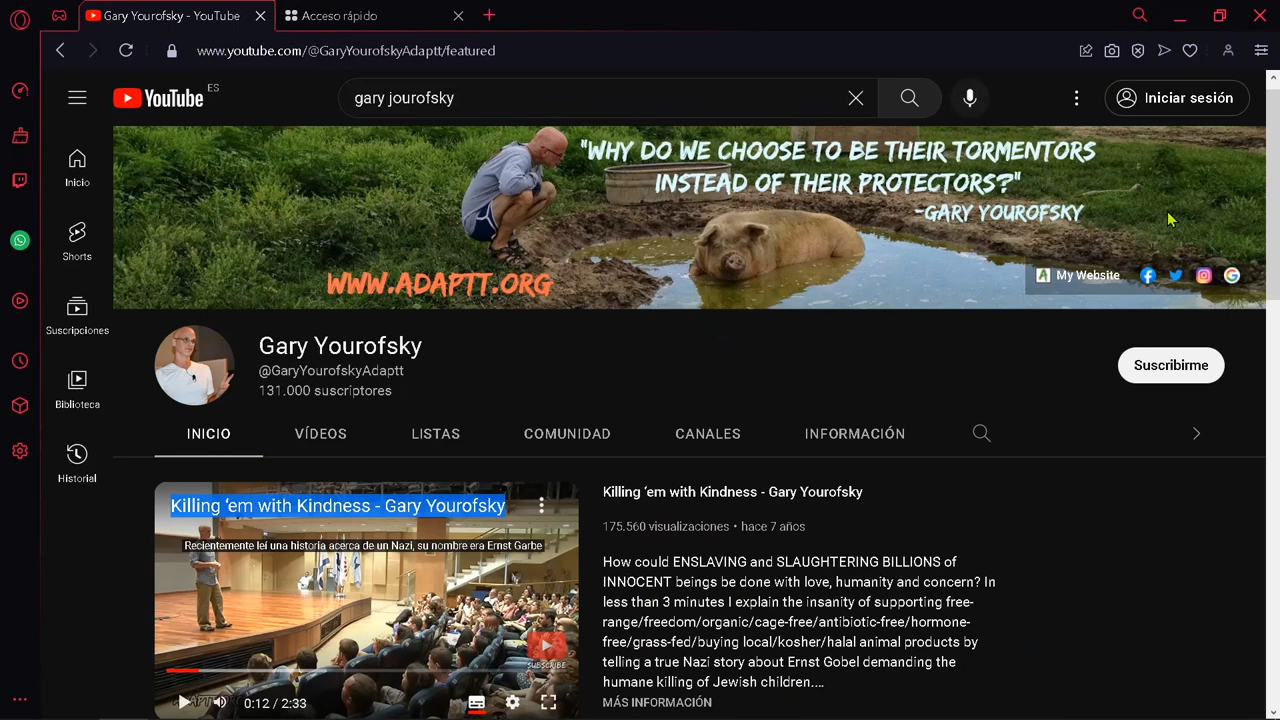 Gary Yourofsky - YouTube
Acceso rápido
www.youtube.com/@GaryYourofskyAdaptt/featured
YouTube ES
gary jourofsky
Iniciar sesión
Inicio
Shorts
Suscripciones
Biblioteca
Historial
"WHY DO WE CHOOSE TO BE THEIR TORMENTORS
INSTEAD OF THEIR PROTECTORS?"
-GARY YOUROFSKY
WWW.ADAPTT.ORG
My Website
Gary Yourofsky
@GaryYourofskyAdaptt
131.000 suscriptores
Suscribirme
INICIO VÍDEOS LISTAS COMUNIDAD CANALES INFORMACIÓN
Killing ‘em with Kindness - Gary Yourofsky
Recientemente leí una historia acerca de un Nazi, su nombre era Ernst Garbe
SUBSCRIBE
ADAPTT
0:12 / 2:33
Killing ‘em with Kindness - Gary Yourofsky
175.560 visualizaciones • hace 7 años
How could ENSLAVING and SLAUGHTERING BILLIONS of
INNOCENT beings be done with love, humanity and concern? In
less than 3 minutes I explain the insanity of supporting free-
range/freedom/organic/cage-free/antibiotic-free/hormone-
free/grass-fed/buying local/kosher/halal animal products by
telling a true Nazi story about Ernst Gobel demanding the
humane killing of Jewish children....
MÁS INFORMACIÓN